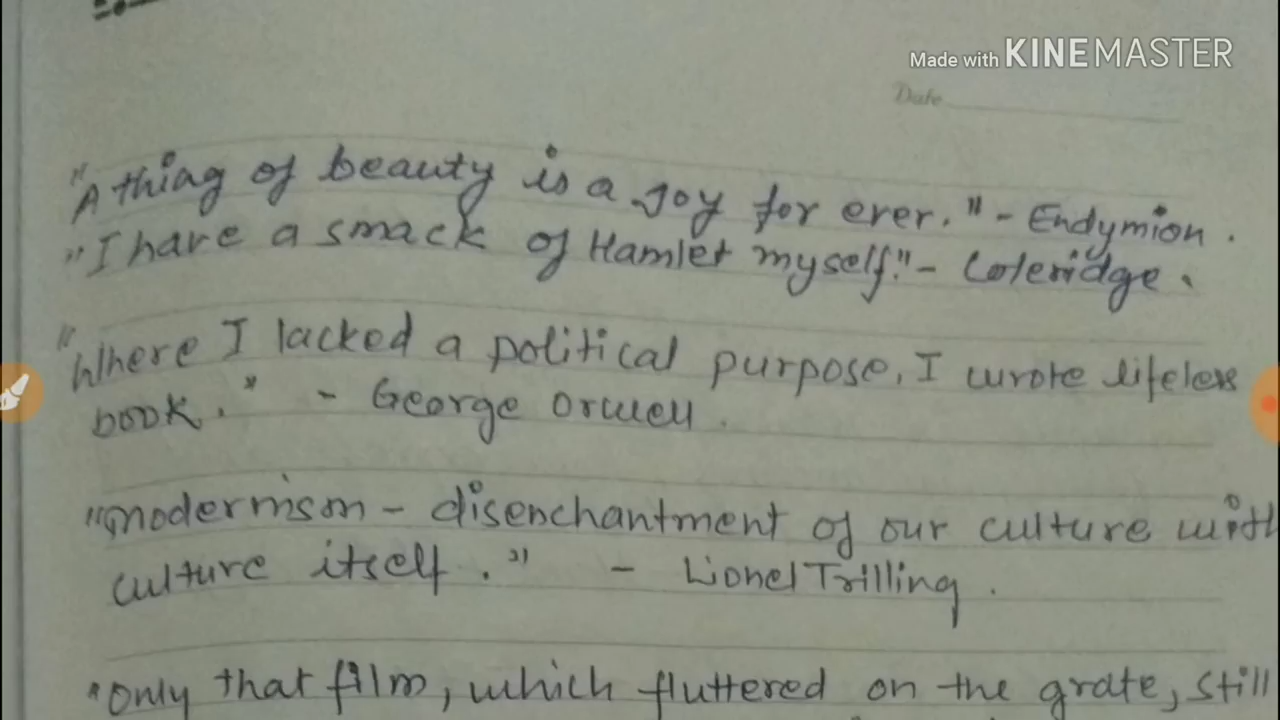 Made with KINEMASTER
Date
"A thing of beauty is a joy for ever." - Endymion.
"I have a smack of Hamlet myself." - Coleridge.
"Where I lacked a political purpose, I wrote lifeless
book." - George Orwell.
"Modernism - disenchantment of our culture with
culture itself." - Lionel Trilling.
"Only that film, which fluttered on the grate, still